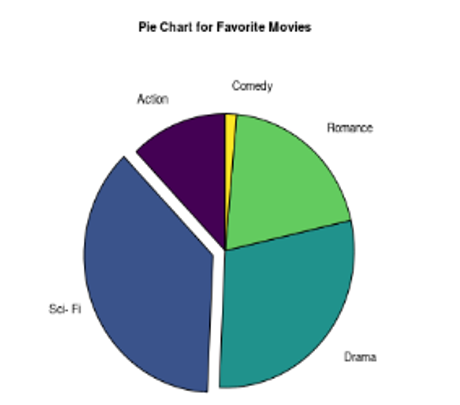 Pie Chart for Favorite Movies
Comedy
Action
Romance
Sci- Fi
Drama